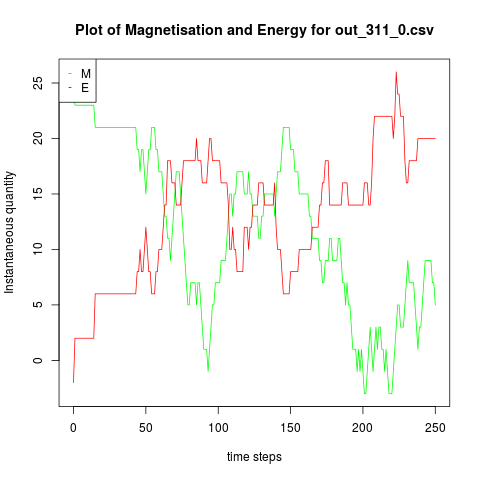 Plot of Magnetisation and Energy for out_311_0.csv
M
E
Instantaneous quantity
25
20
15
10
5
0
0 50 100 150 200 250
time steps